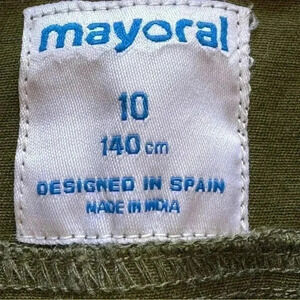 mayoral
10
140 cm
DESIGNED IN SPAIN
MADE IN INDIA